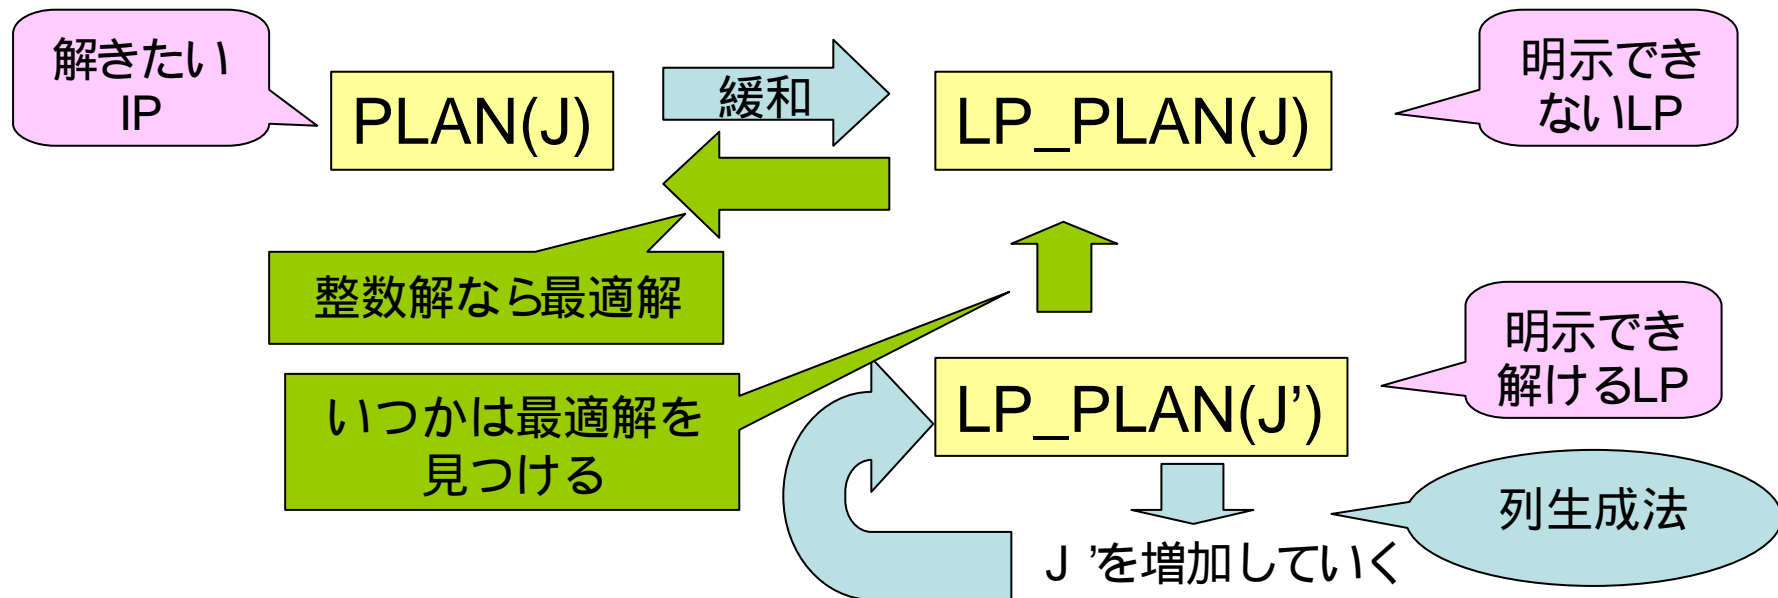 解きたい
IP
PLAN(J)
緩和
LP_PLAN(J)
明示でき
ないLP
整数解なら最適解
いつかは最適解を
見つける
LP_PLAN(J’)
明示でき
解けるLP
列生成法
J ’を増加していく